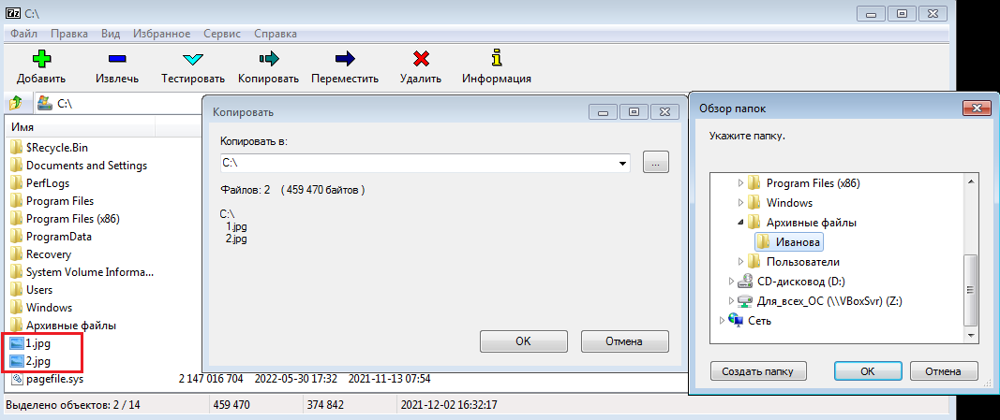 7z C:\
Файл Правка Вид Избранное Сервис Справка
Добавить Извлечь Тестировать Копировать Переместить Удалить Информация
C:\
Имя
$Recycle.Bin
Documents and Settings
PerfLogs
Program Files
Program Files (x86)
ProgramData
Recovery
System Volume Informa...
Users
Windows
Архивные файлы
1.jpg
2.jpg
pagefile.sys 2 147 016 704 2022-05-30 17:32 2021-11-13 07:54
Выделено объектов: 2 / 14 459 470 374 842 2021-12-02 16:32:17
Копировать
Копировать в:
C:\
...
Файлов: 2 ( 459 470 байтов )
C:\
1.jpg
2.jpg
OK Отмена
Обзор папок
Укажите папку.
Program Files (x86)
Windows
Архивные файлы
Иванова
Пользователи
CD-дисковод (D:)
Для_всех_ОС (\\VBoxSvr) (Z:)
Сеть
Создать папку OK Отмена